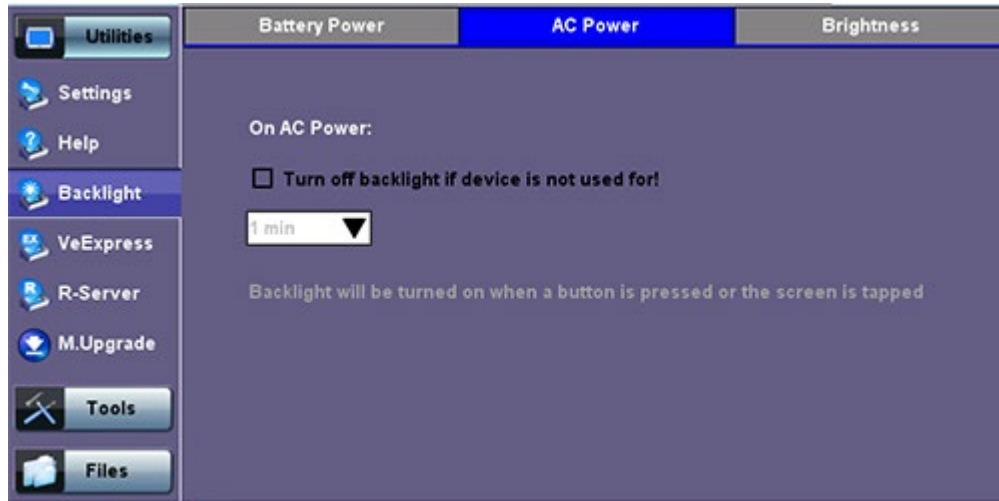 Utilities
Settings
Help
Backlight
VeExpress
R-Server
M.Upgrade
Tools
Files
Battery Power
AC Power
Brightness
On AC Power:
Turn off backlight if device is not used for!
1 min
Backlight will be turned on when a button is pressed or the screen is tapped